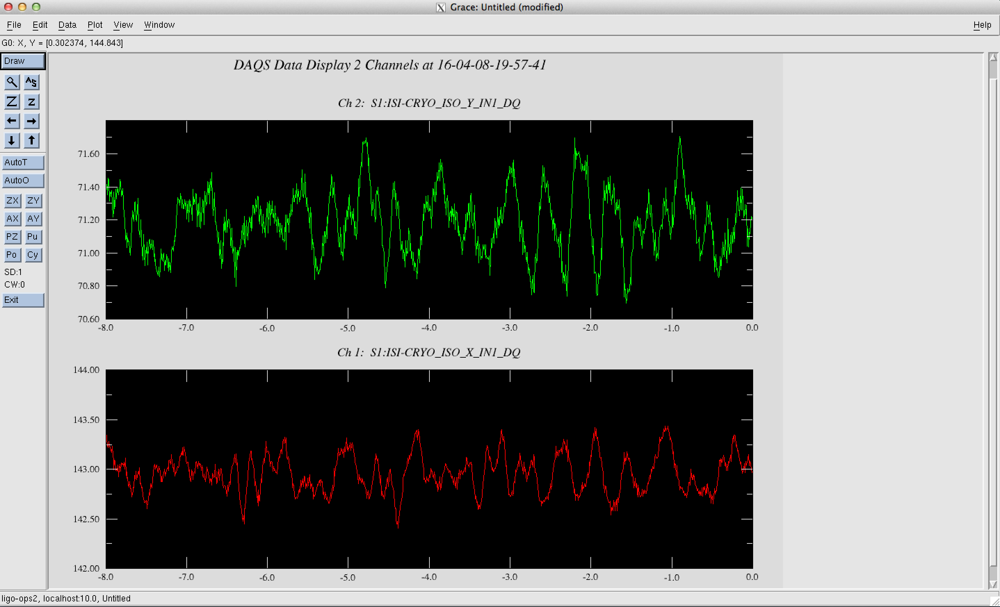 Grace: Untitled (modified)
File Edit Data Plot View Window Help
G0: X, Y = [0.302374, 144.843]
Draw
A S
Z z
AutoT
AutoO
ZX ZY
AX AY
PZ Pu
Po Cy
SD:1
CW:0
Exit
DAQS Data Display 2 Channels at 16-04-08-19-57-41
Ch 2: S1:ISI-CRYO_ISO_Y_IN1_DQ
71.60
71.40
71.20
71.00
70.80
70.60
-8.0 -7.0 -6.0 -5.0 -4.0 -3.0 -2.0 -1.0 0.0
Ch 1: S1:ISI-CRYO_ISO_X_IN1_DQ
144.00
143.50
143.00
142.50
142.00
-8.0 -7.0 -6.0 -5.0 -4.0 -3.0 -2.0 -1.0 0.0
ligo-ops2, localhost:10.0, Untitled